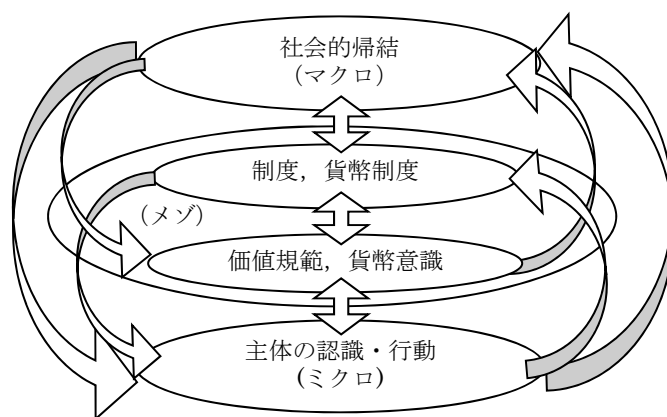 社会的帰結
(マクロ)
制度，貨幣制度
(メゾ)
価値規範，貨幣意識
主体の認識・行動
(ミクロ)